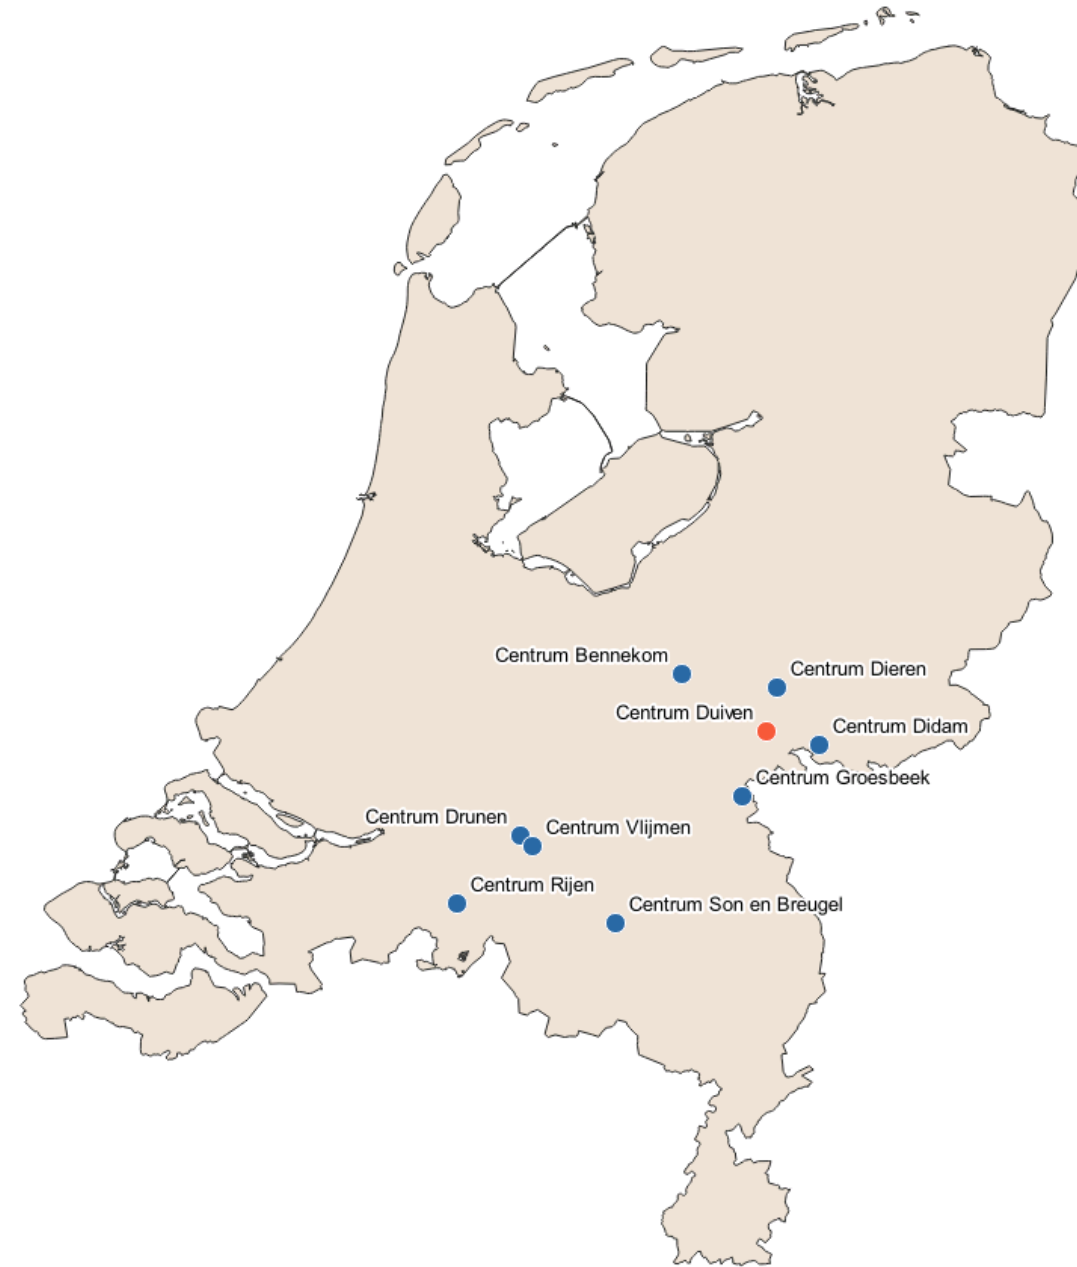 Centrum Bennekom
Centrum Dieren
Centrum Duiven
Centrum Didam
Centrum Groesbeek
Centrum Drunen
Centrum Vlijmen
Centrum Rijen
Centrum Son en Breugel